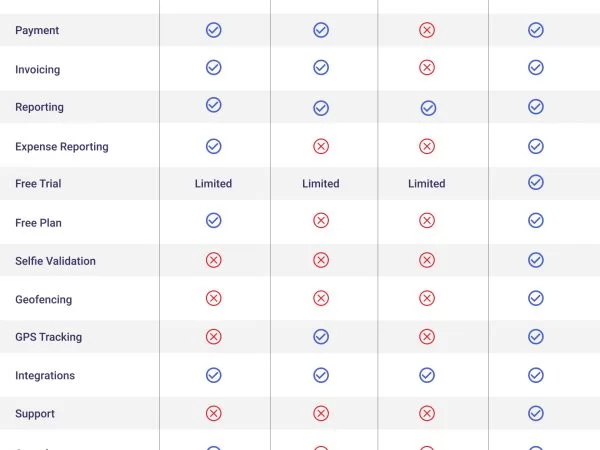 Payment
Invoicing
Reporting
Expense Reporting
Free Trial Limited Limited Limited
Free Plan
Selfie Validation
Geofencing
GPS Tracking
Integrations
Support